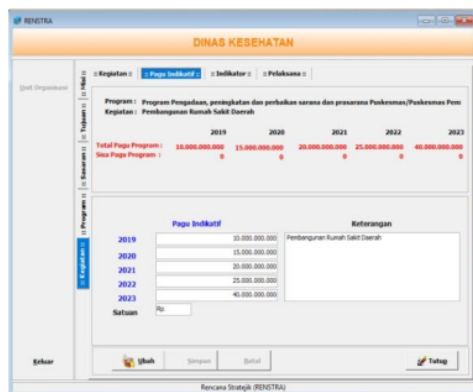 RENSTRA
DINAS KESEHATAN
Unit Organisasi
:: Misi ::
:: Tujuan ::
:: Sasaran ::
:: Program ::
:: Kegiatan ::
:: Kegiatan :: :: Pagu Indikatif :: :: Indikator :: :: Pelaksana ::
Program : Program Pengadaan, peningkatan dan perbaikan sarana dan prasarana Puskesmas/Puskesmas Pem
Kegiatan : Pembangunan Rumah Sakit Daerah
2019 2020 2021 2022 2023
Total Pagu Program : 10.000.000.000 15.000.000.000 20.000.000.000 25.000.000.000 40.000.000.000
Sisa Pagu Program : 0 0 0 0 0
Pagu Indikatif Keterangan
2019 10.000.000.000 Pembangunan Rumah Sakit Daerah
2020 15.000.000.000
2021 20.000.000.000
2022 25.000.000.000
2023 40.000.000.000
Satuan Rp
Keluar Ubah Simpan Batal Tutup
Rencana Stratejik (RENSTRA)